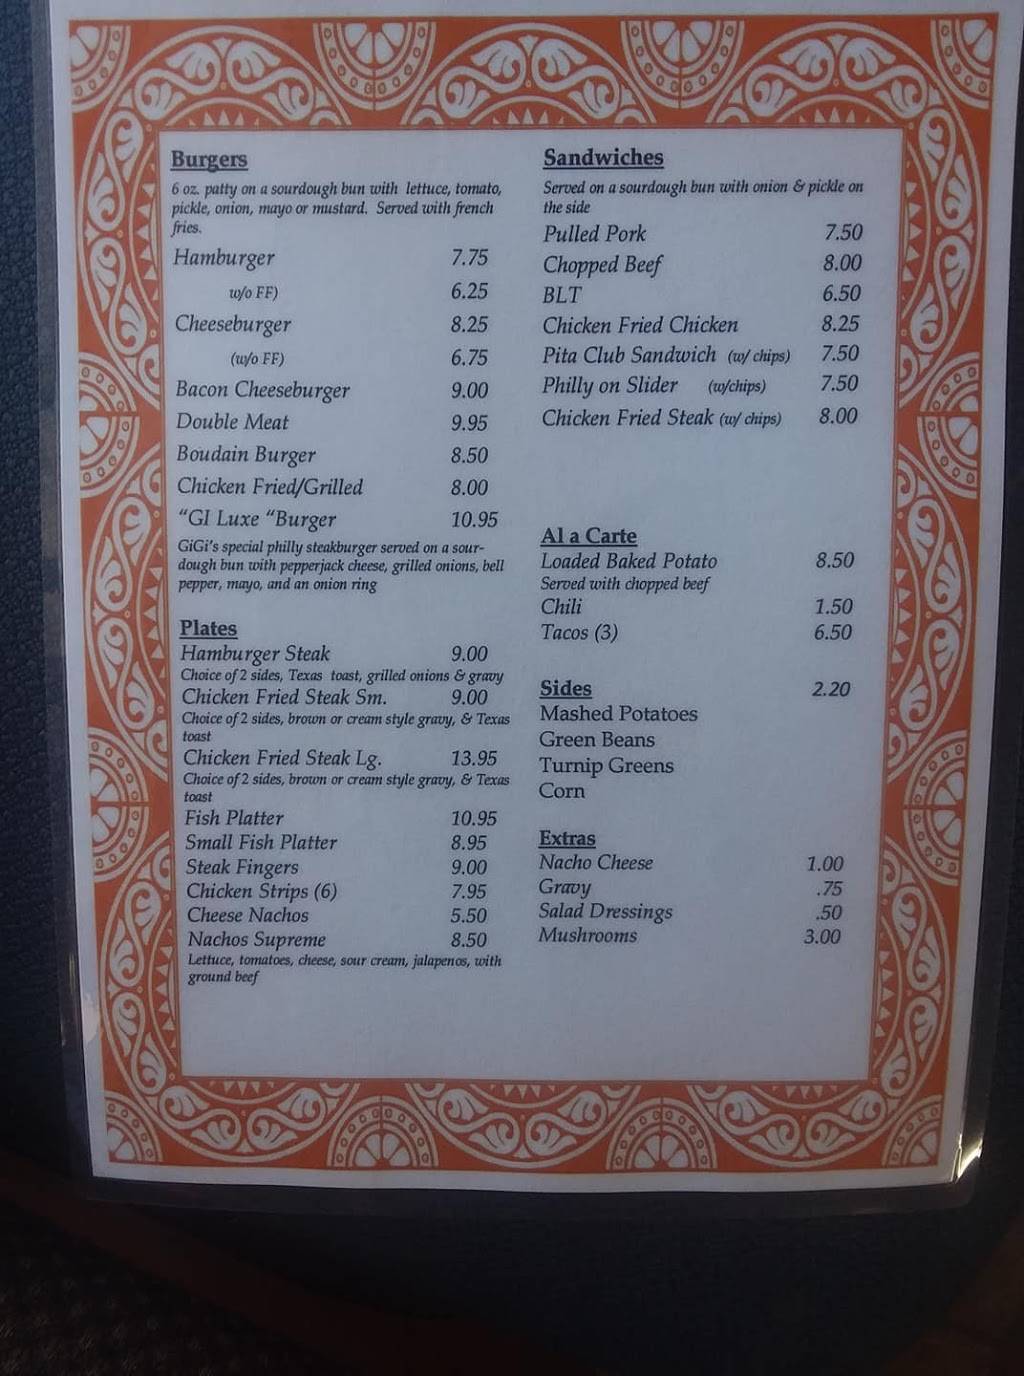 Burgers
6 oz. patty on a sourdough bun with lettuce, tomato,
pickle, onion, mayo or mustard. Served with french
fries.
Hamburger 7.75
w/o FF) 6.25
Cheeseburger 8.25
(w/o FF) 6.75
Bacon Cheeseburger 9.00
Double Meat 9.95
Boudain Burger 8.50
Chicken Fried/Grilled 8.00
“GI Luxe “Burger 10.95
GiGi's special philly steakburger served on a sour-
dough bun with pepperjack cheese, grilled onions, bell
pepper, mayo, and an onion ring
Plates
Hamburger Steak 9.00
Choice of 2 sides, Texas toast, grilled onions & gravy
Chicken Fried Steak Sm. 9.00
Choice of 2 sides, brown or cream style gravy, & Texas
toast
Chicken Fried Steak Lg. 13.95
Choice of 2 sides, brown or cream style gravy, & Texas
toast
Fish Platter 10.95
Small Fish Platter 8.95
Steak Fingers 9.00
Chicken Strips (6) 7.95
Cheese Nachos 5.50
Nachos Supreme 8.50
Lettuce, tomatoes, cheese, sour cream, jalapenos, with
ground beef
Sandwiches
Served on a sourdough bun with onion & pickle on
the side
Pulled Pork 7.50
Chopped Beef 8.00
BLT 6.50
Chicken Fried Chicken 8.25
Pita Club Sandwich (w/ chips) 7.50
Philly on Slider (w/chips) 7.50
Chicken Fried Steak (w/ chips) 8.00
Al a Carte
Loaded Baked Potato 8.50
Served with chopped beef
Chili 1.50
Tacos (3) 6.50
Sides 2.20
Mashed Potatoes
Green Beans
Turnip Greens
Corn
Extras
Nacho Cheese 1.00
Gravy .75
Salad Dressings .50
Mushrooms 3.00